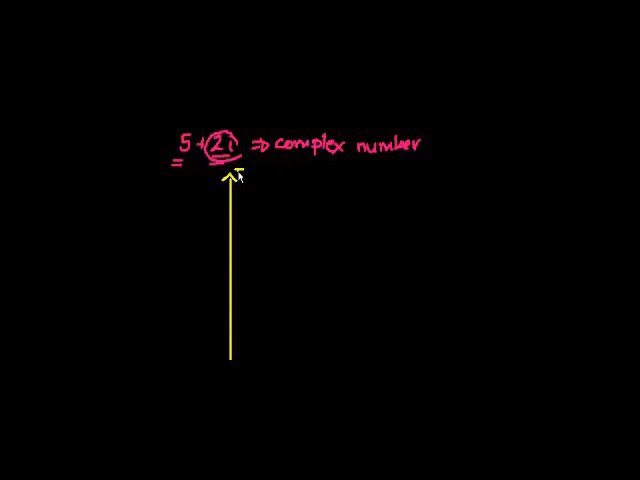 5 + 2i ⇒ complex number